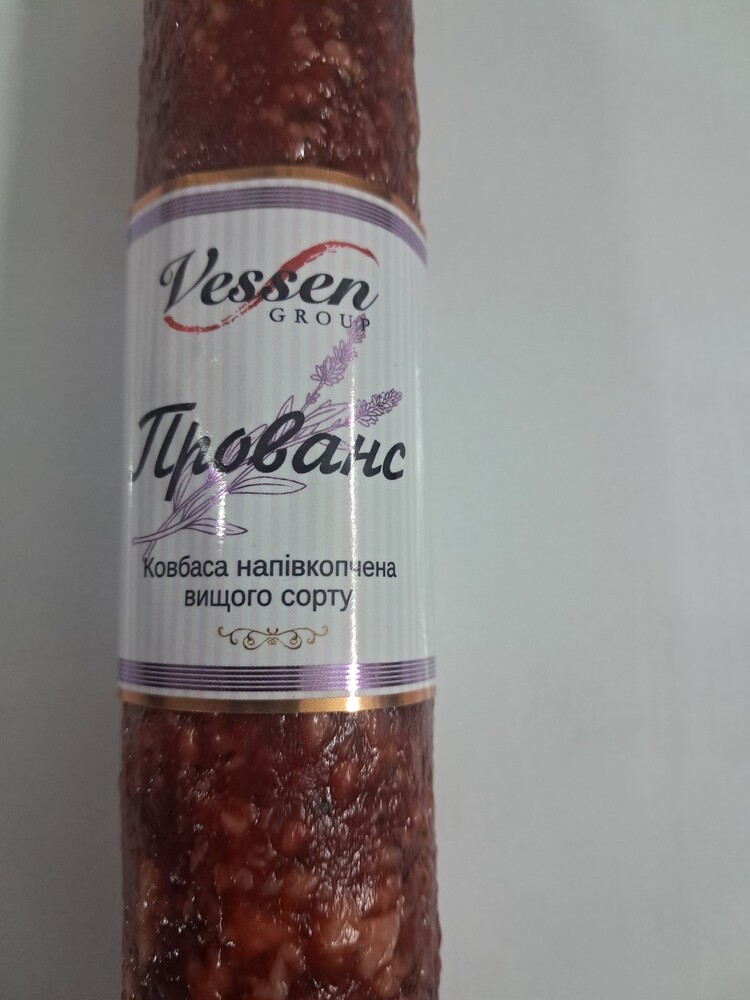 Vessen
GROUP
Прованс
Ковбаса напівкопчена
вищого сорту